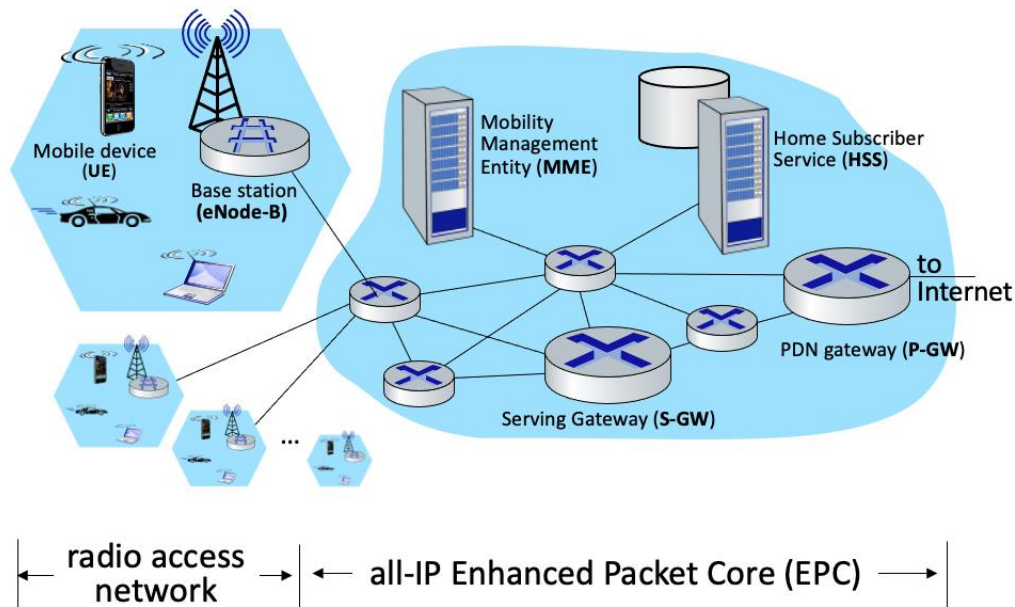 Mobile device
(UE)
Base station
(eNode-B)
Mobility
Management
Entity (MME)
Home Subscriber
Service (HSS)
to
Internet
PDN gateway (P-GW)
Serving Gateway (S-GW)
...
radio access
network
all-IP Enhanced Packet Core (EPC)